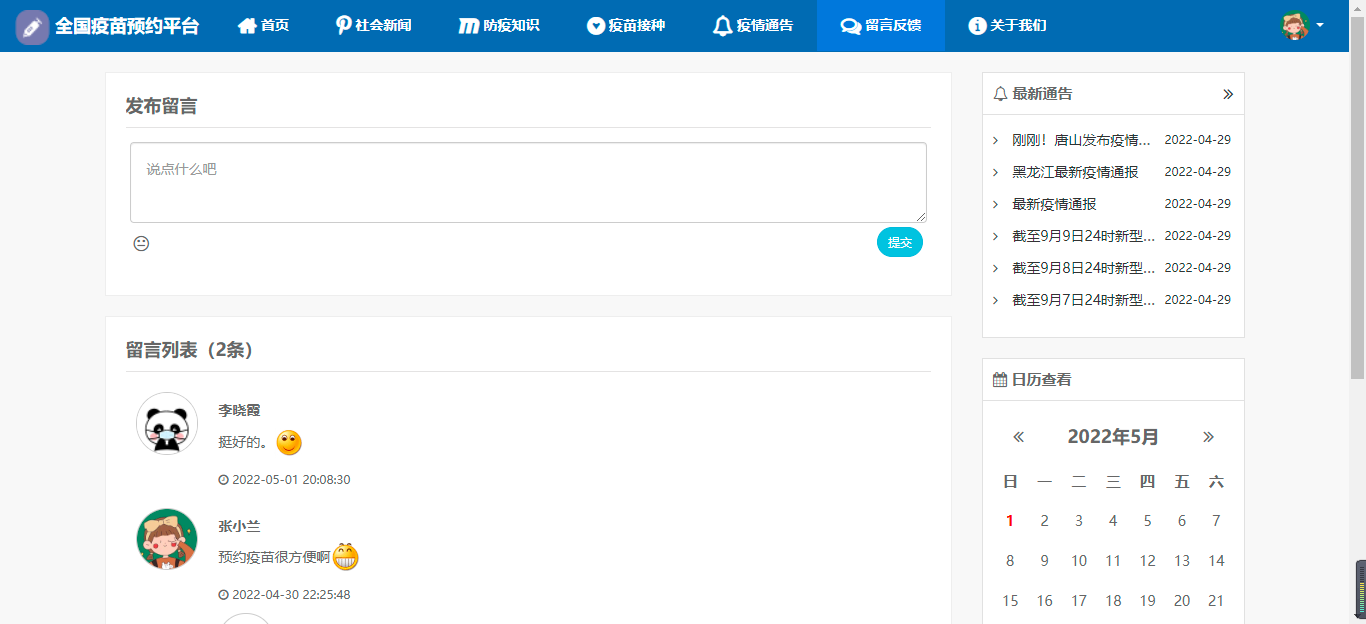 全国疫苗预约平台 首页 社会新闻 防疫知识 疫苗接种 疫情通告 留言反馈 关于我们
发布留言
说点什么吧
提交
留言列表（2条）
李晓霞
挺好的。
2022-05-01 20:08:30
张小兰
预约疫苗很方便啊
2022-04-30 22:25:48
最新通告
刚刚！唐山发布疫情... 2022-04-29
黑龙江最新疫情通报 2022-04-29
最新疫情通报 2022-04-29
截至9月9日24时新型... 2022-04-29
截至9月8日24时新型... 2022-04-29
截至9月7日24时新型... 2022-04-29
日历查看
« 2022年5月 »
日 一 二 三 四 五 六
1 2 3 4 5 6 7
8 9 10 11 12 13 14
15 16 17 18 19 20 21